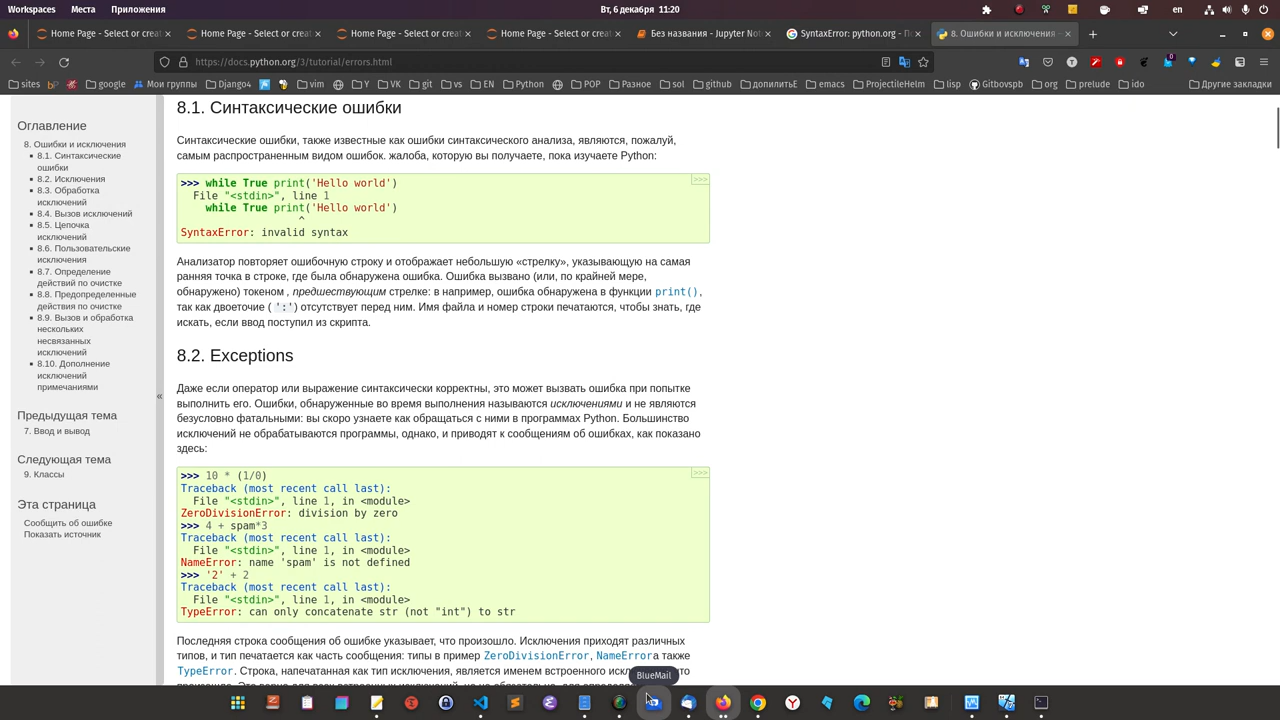 Workspaces Места Приложения Вт, 6 декабря 11:20 en
Home Page - Select or creat × Home Page - Select or creat × Home Page - Select or creat × Home Page - Select or creat × Без названия - Jupyter Not × SyntaxError: python.org - П × 8. Ошибки и исключения — ×
https://docs.python.org/3/tutorial/errors.html
сайты google моаи Группы Django4 vim Y VK git vs EN Python POP Разное sol github допилитьЕ emacs ProjectileHelm lisp Gitbovspb org prelude ido Другие закладки
Оглавление
8. Ошибки и исключения
8.1. Синтаксические
ошибки
8.2. Исключения
8.3. Обработка
исключений
8.4. Вызов исключений
8.5. Цепочка
исключений
8.6. Пользовательские
исключения
8.7. Определение
действий по очистке
8.8. Предопределенные
действия по очистке
8.9. Вызов и обработка
нескольких
несвязанных
исключений
8.10. Дополнение
исключений
примечаниями
Предыдущая тема
7. Ввод и вывод
Следующая тема
9. Классы
Эта страница
Сообщить об ошибке
Показать источник
«
8.1. Синтаксические ошибки
Синтаксические ошибки, также известные как ошибки синтаксического анализа, являются, пожалуй,
самым распространенным видом ошибок. жалоба, которую вы получаете, пока изучаете Python:
>>> while True print('Hello world') >>>
File "<stdin>", line 1
while True print('Hello world')
^
SyntaxError: invalid syntax
Анализатор повторяет ошибочную строку и отображает небольшую «стрелку», указывающую на самая
ранняя точка в строке, где была обнаружена ошибка. Ошибка вызвано (или, по крайней мере,
обнаружено) токеном , предшествующим стрелке: в например, ошибка обнаружена в функции print(),
так как двоеточие ( ':') отсутствует перед ним. Имя файла и номер строки печатаются, чтобы знать, где
искать, если ввод поступил из скрипта.
8.2. Exceptions
Даже если оператор или выражение синтаксически корректны, это может вызвать ошибка при попытке
выполнить его. Ошибки, обнаруженные во время выполнения называются исключениями и не являются
безусловно фатальными: вы скоро узнаете как обращаться с ними в программах Python. Большинство
исключений не обрабатываются программы, однако, и приводят к сообщениям об ошибках, как показано
здесь:
>>> 10 * (1/0) >>>
Traceback (most recent call last):
File "<stdin>", line 1, in <module>
ZeroDivisionError: division by zero
>>> 4 + spam*3
Traceback (most recent call last):
File "<stdin>", line 1, in <module>
NameError: name 'spam' is not defined
>>> '2' + 2
Traceback (most recent call last):
File "<stdin>", line 1, in <module>
TypeError: can only concatenate str (not "int") to str
Последняя строка сообщения об ошибке указывает, что произошло. Исключения приходят различных
типов, и тип печатается как часть сообщения: типы в пример ZeroDivisionError, NameErrorа также
TypeError. Строка, напечатанная как тип исключения, является именем встроенного
BlueMail